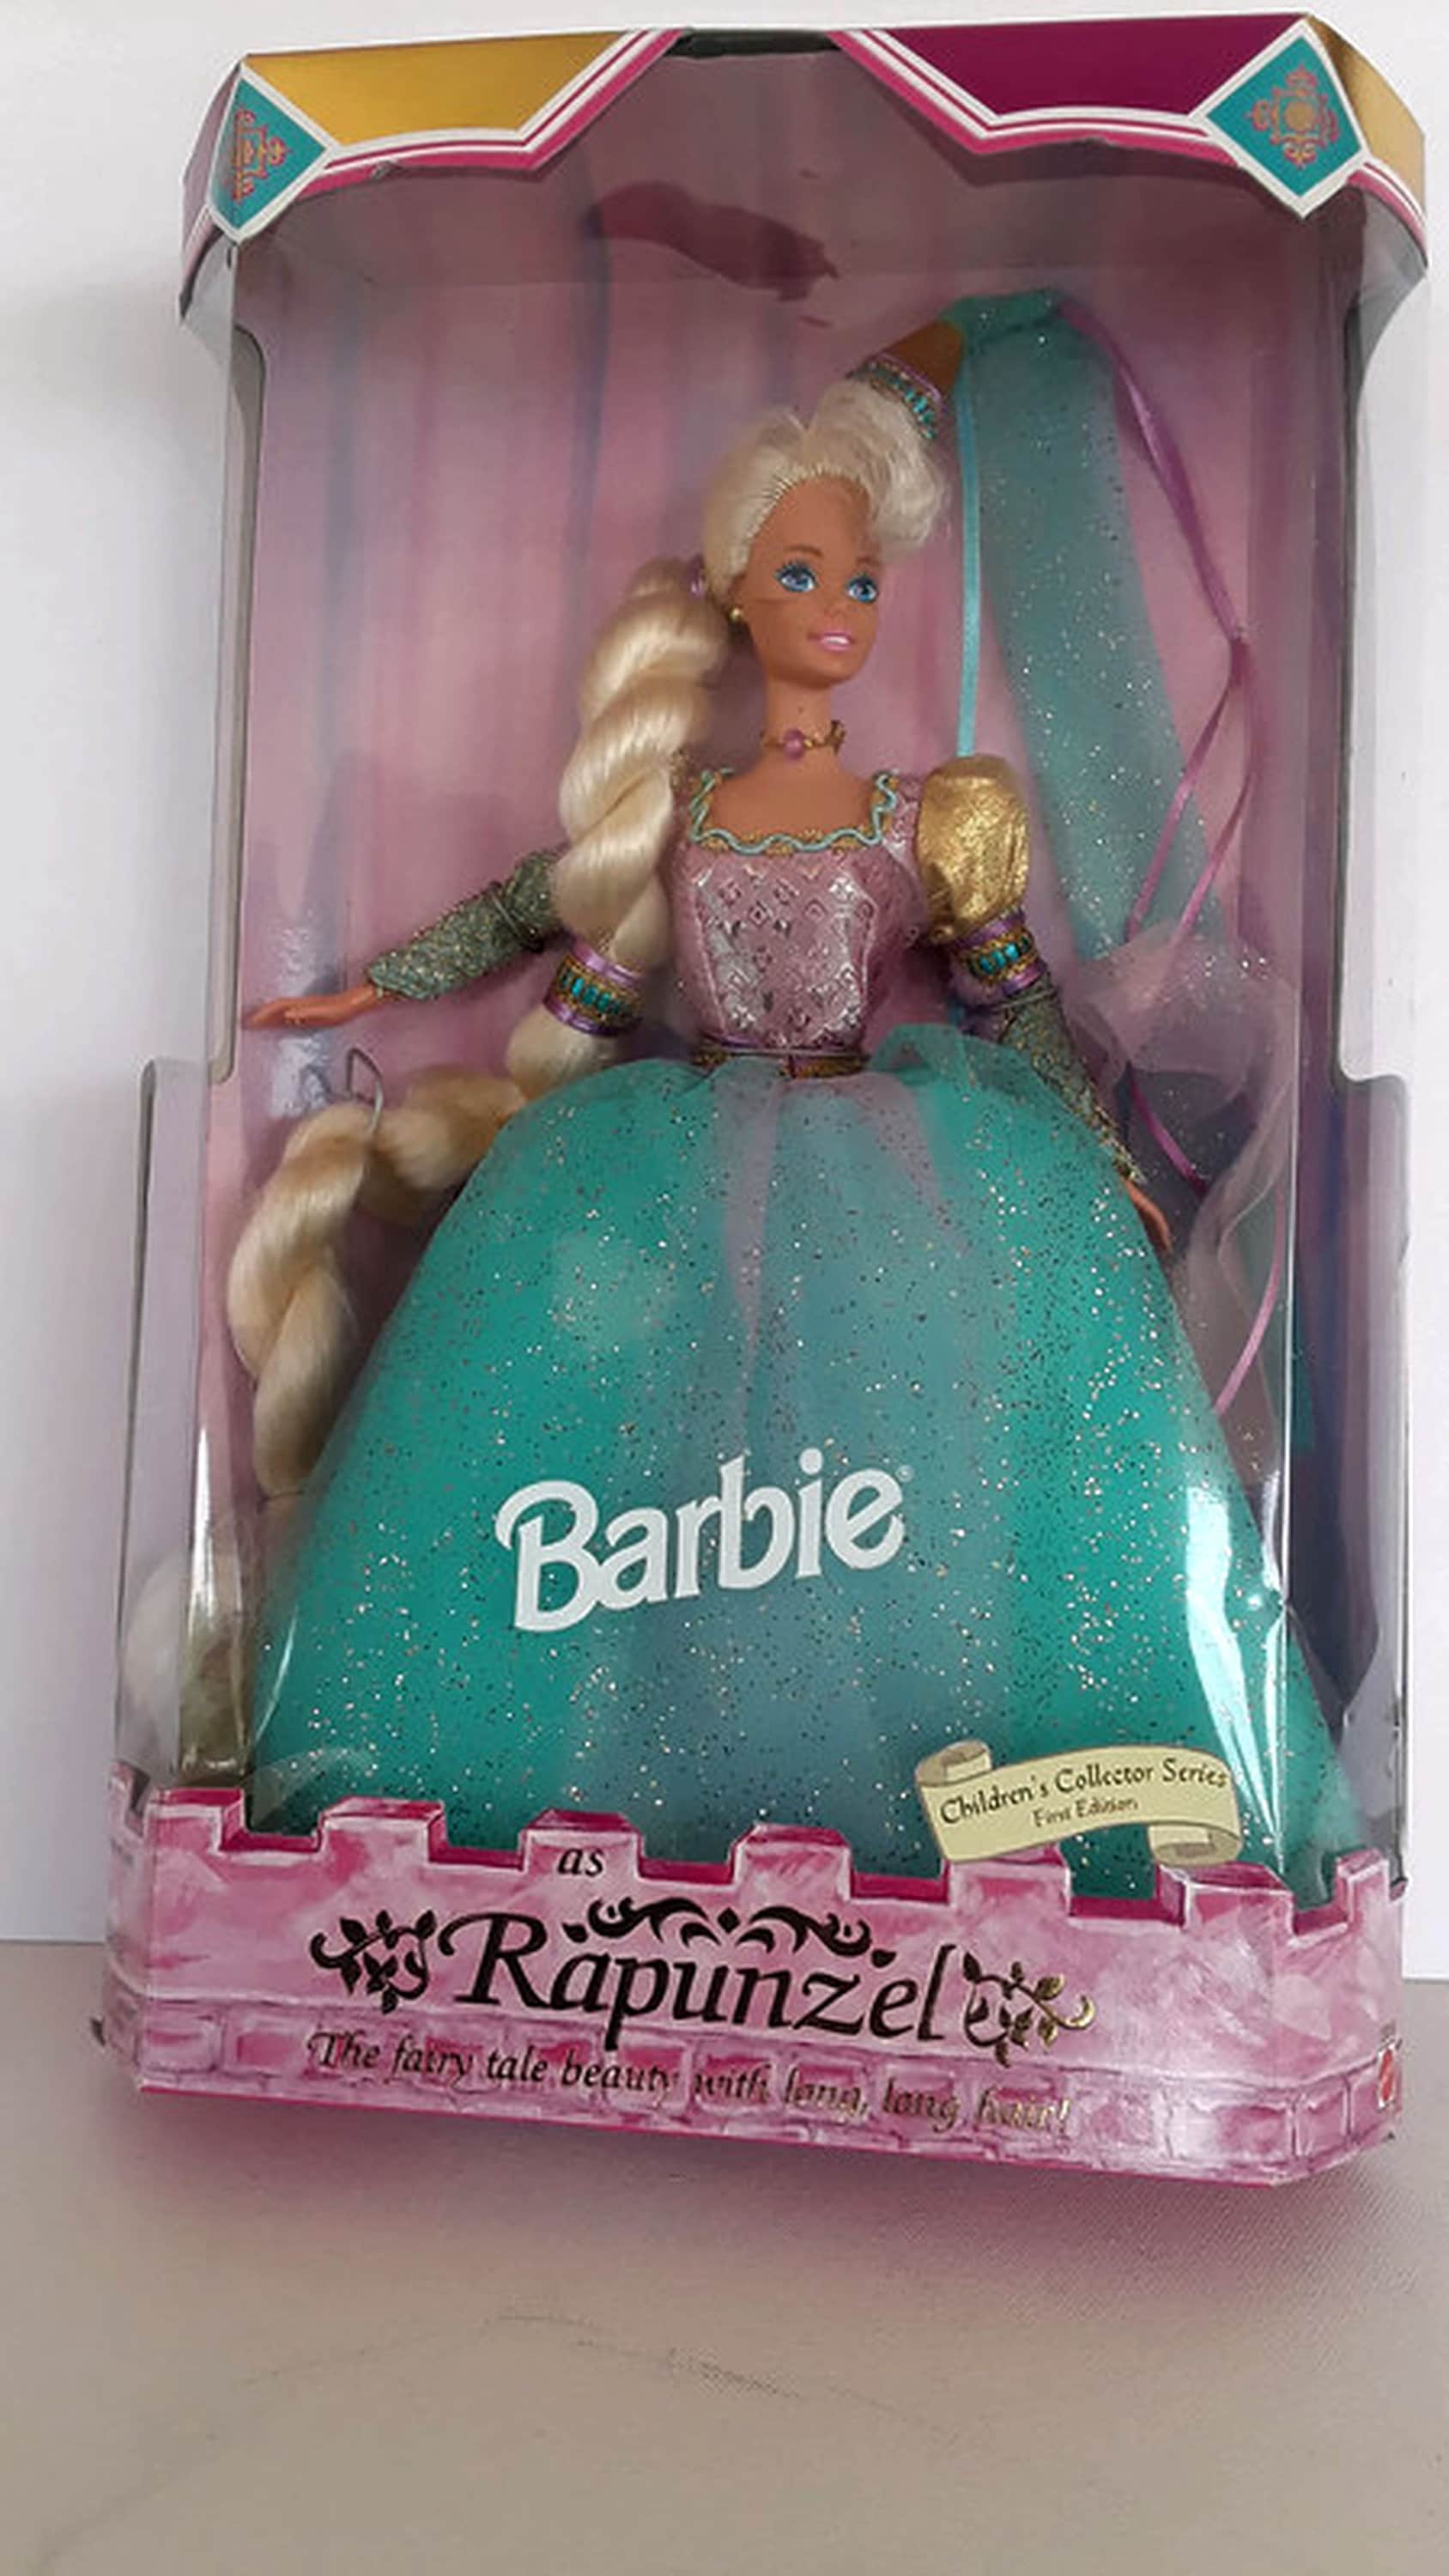 Barbie®
Children's Collector Series
First Edition
as
Rapunzel
The fairy tale beauty with long, long hair!